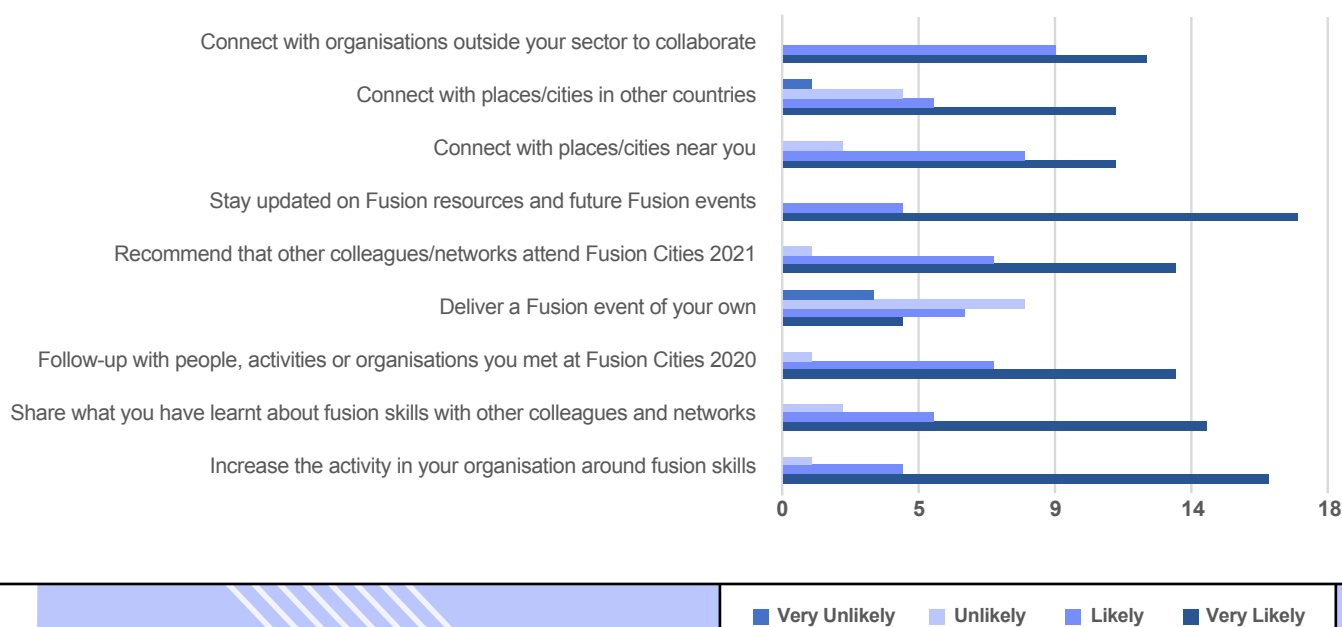 Connect with organisations outside your sector to collaborate
Connect with places/cities in other countries
Connect with places/cities near you
Stay updated on Fusion resources and future Fusion events
Recommend that other colleagues/networks attend Fusion Cities 2021
Deliver a Fusion event of your own
Follow-up with people, activities or organisations you met at Fusion Cities 2020
Share what you have learnt about fusion skills with other colleagues and networks
Increase the activity in your organisation around fusion skills
0 5 9 14 18
Very Unlikely Unlikely Likely Very Likely